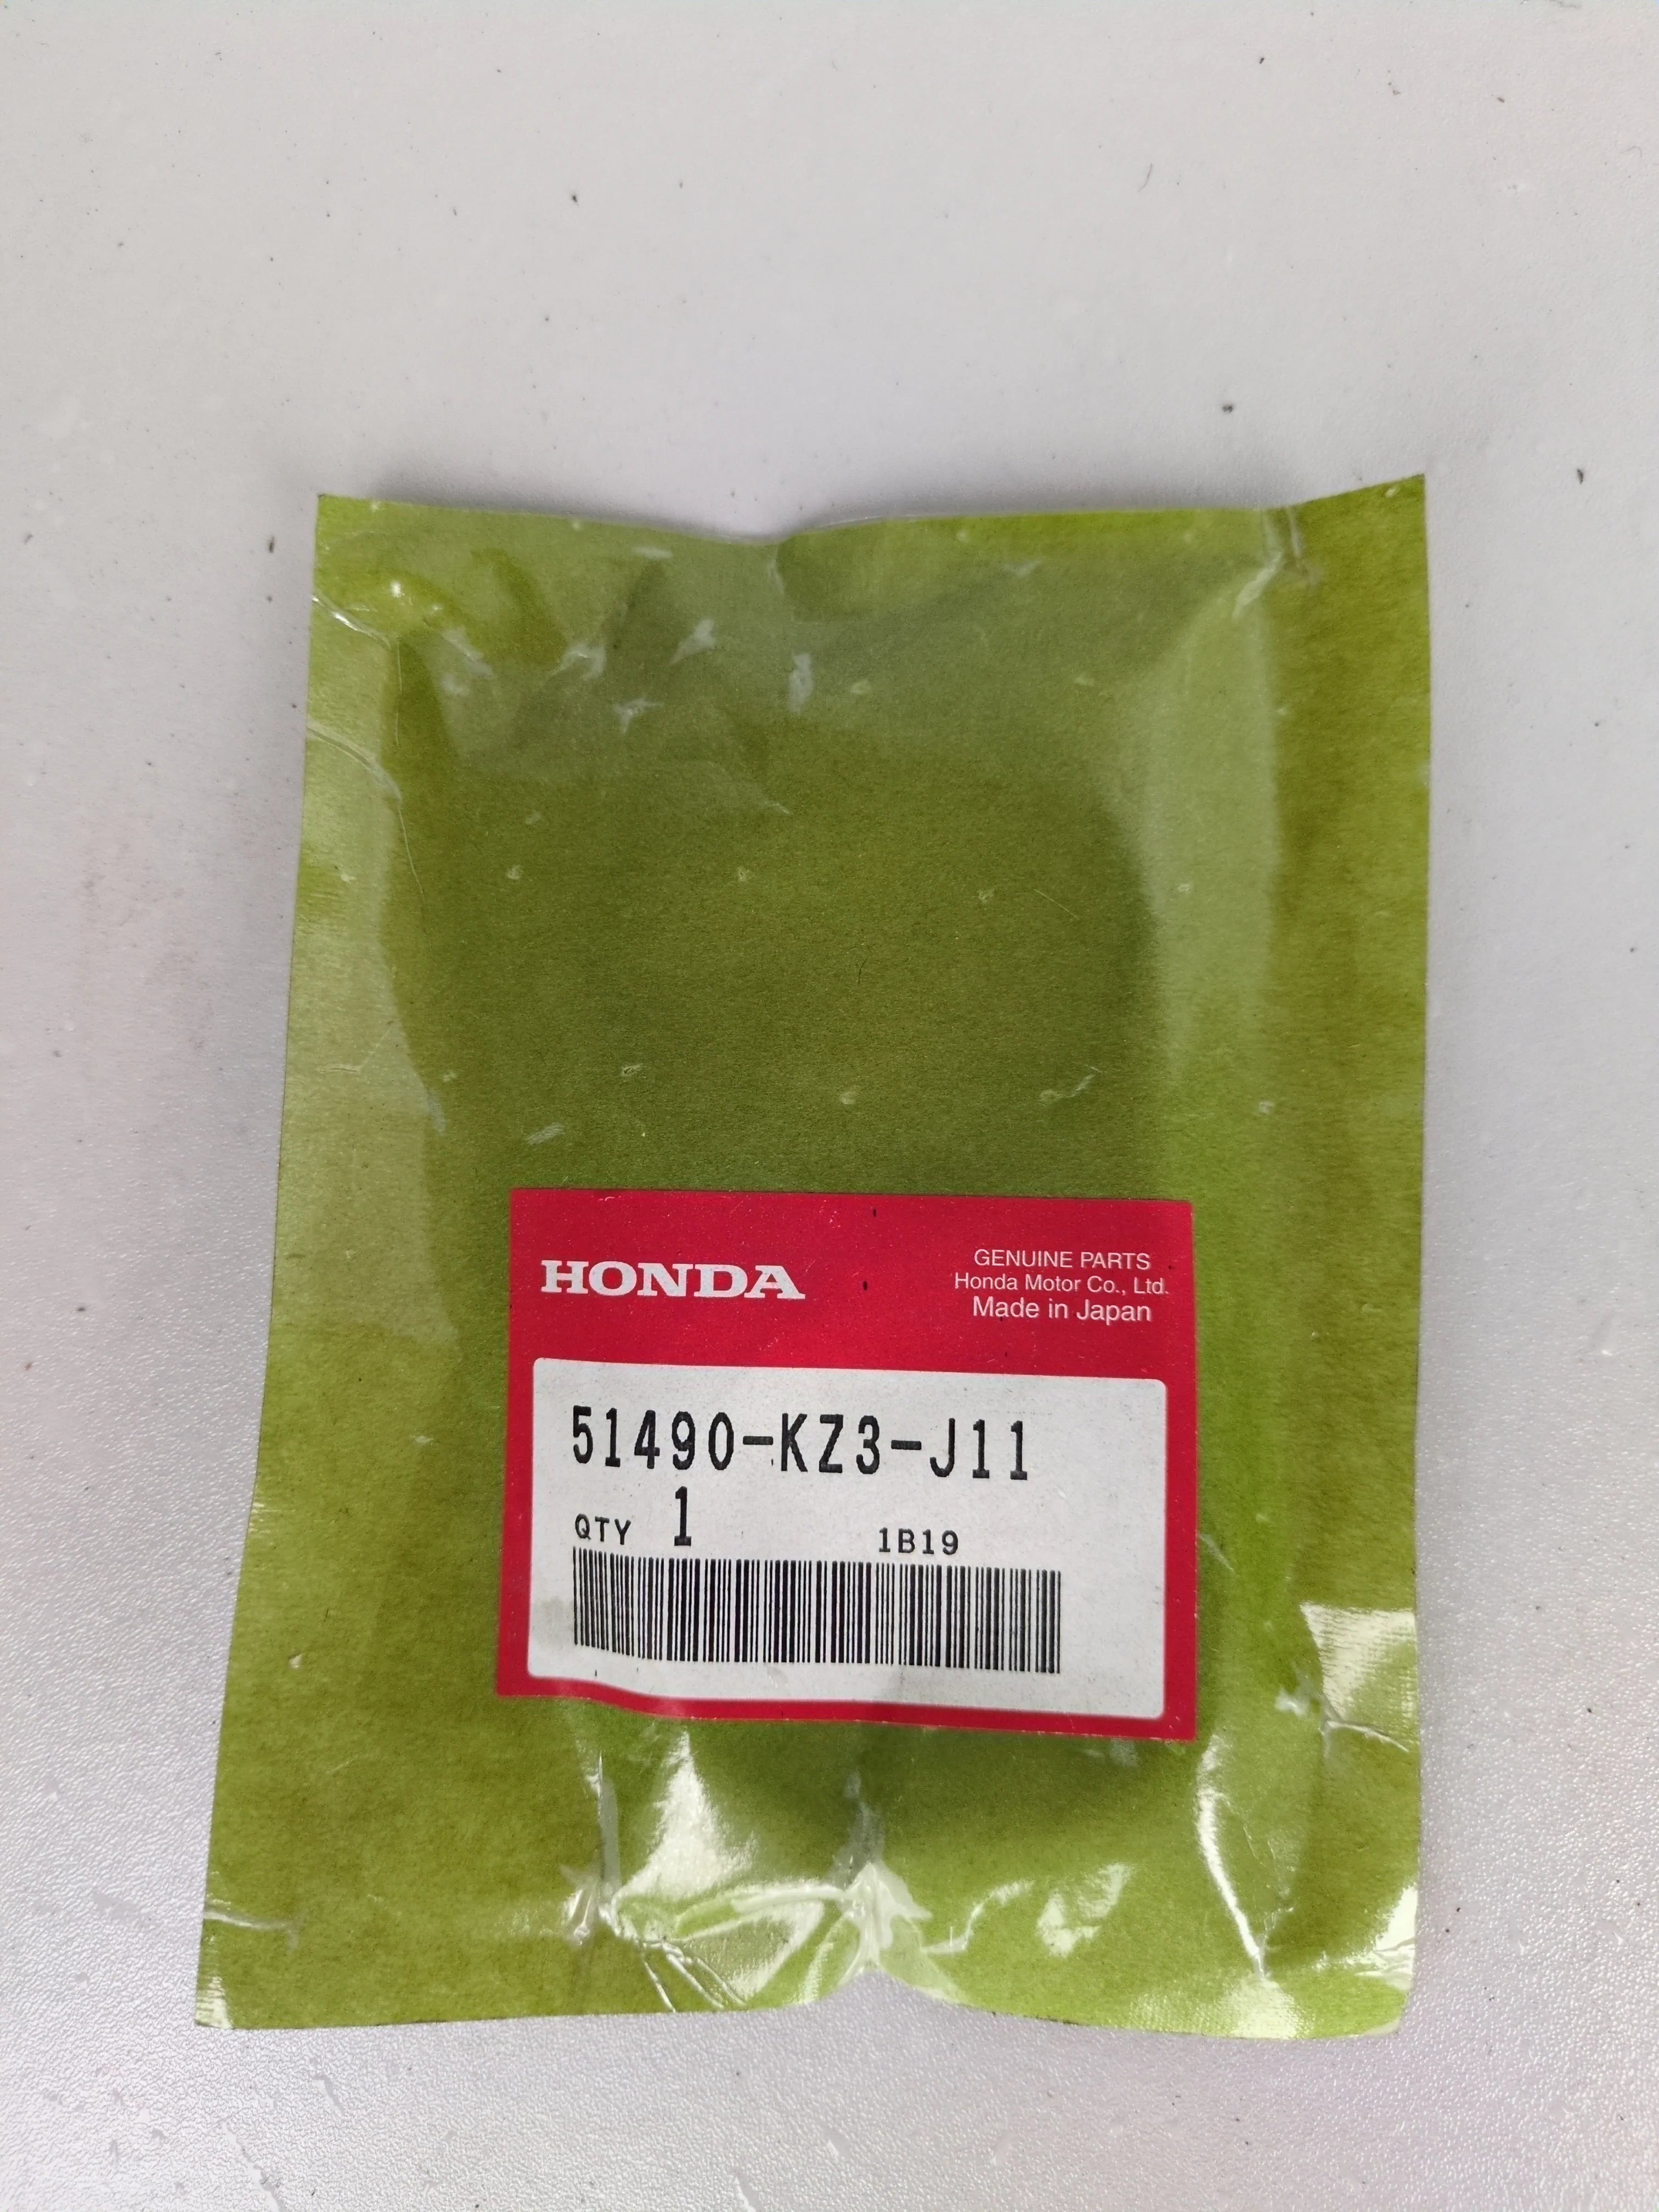 HONDA
GENUINE PARTS
Honda Motor Co., Ltd.
Made in Japan
51490-KZ3-J11
QTY 1 1B19